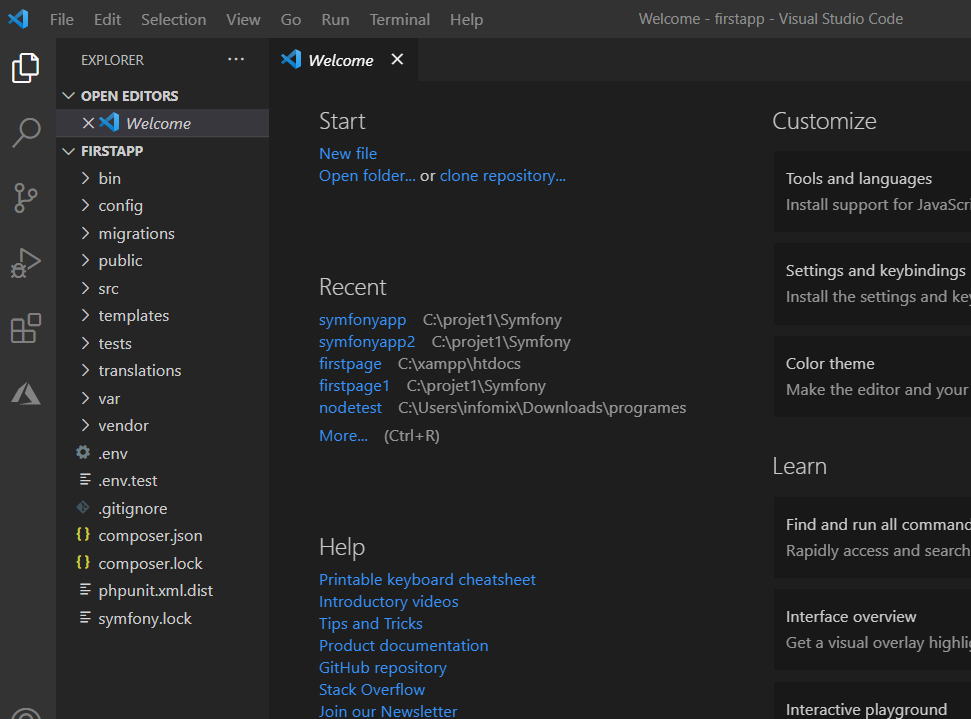 File Edit Selection View Go Run Terminal Help Welcome - firstapp - Visual Studio Code
EXPLORER ···
Welcome
OPEN EDITORS
Welcome
FIRSTAPP
bin
config
migrations
public
src
templates
tests
translations
var
vendor
.env
.env.test
.gitignore
composer.json
composer.lock
phpunit.xml.dist
symfony.lock
Start
New file
Open folder... or clone repository...
Recent
symfonyapp C:\projet1\Symfony
symfonyapp2 C:\projet1\Symfony
firstpage C:\xampp\htdocs
firstpage1 C:\projet1\Symfony
nodetest C:\Users\infomix\Downloads\programes
More... (Ctrl+R)
Help
Printable keyboard cheatsheet
Introductory videos
Tips and Tricks
Product documentation
GitHub repository
Stack Overflow
Join our Newsletter
Customize
Tools and languages
Install support for JavaScri
Settings and keybindings
Install the settings and key
Color theme
Make the editor and your
Learn
Find and run all command
Rapidly access and search
Interface overview
Get a visual overlay highlig
Interactive playground